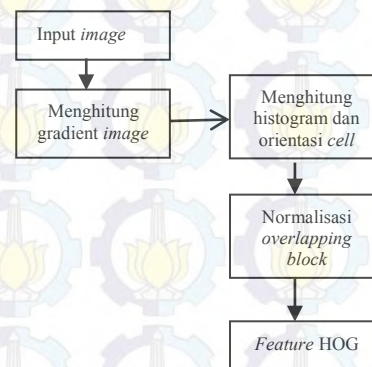 Input image
Menghitung
gradient image
Menghitung
histogram dan
orientasi cell
Normalisasi
overlapping
block
Feature HOG